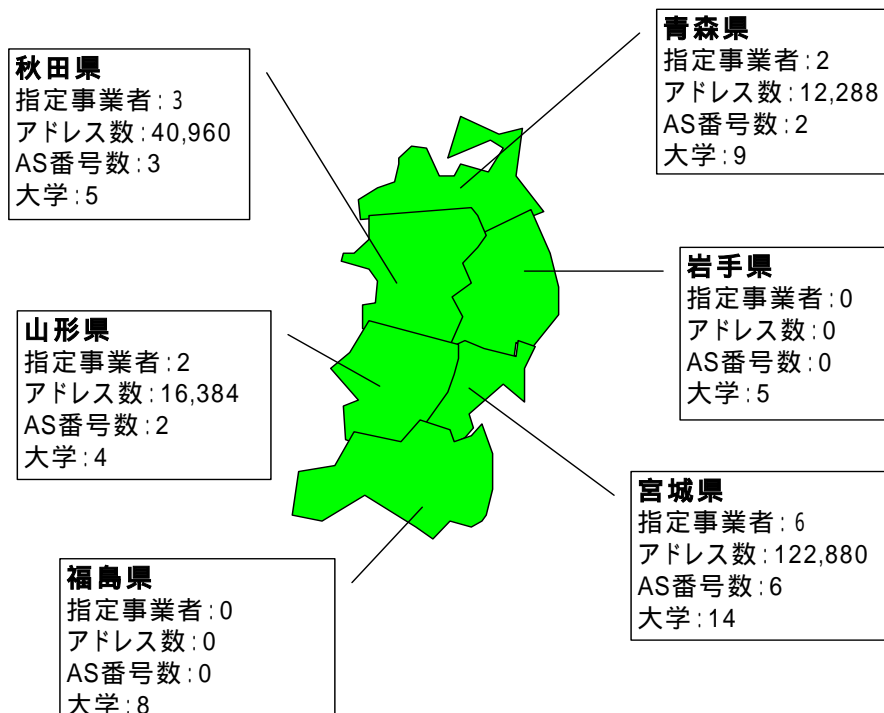 青森県
指定事業者：2
アドレス数：12,288
AS番号数：2
大学：9
秋田県
指定事業者：3
アドレス数：40,960
AS番号数：3
大学：5
岩手県
指定事業者：0
アドレス数：0
AS番号数：0
大学：5
山形県
指定事業者：2
アドレス数：16,384
AS番号数：2
大学：4
宮城県
指定事業者：6
アドレス数：122,880
AS番号数：6
大学：14
福島県
指定事業者：0
アドレス数：0
AS番号数：0
大学：8